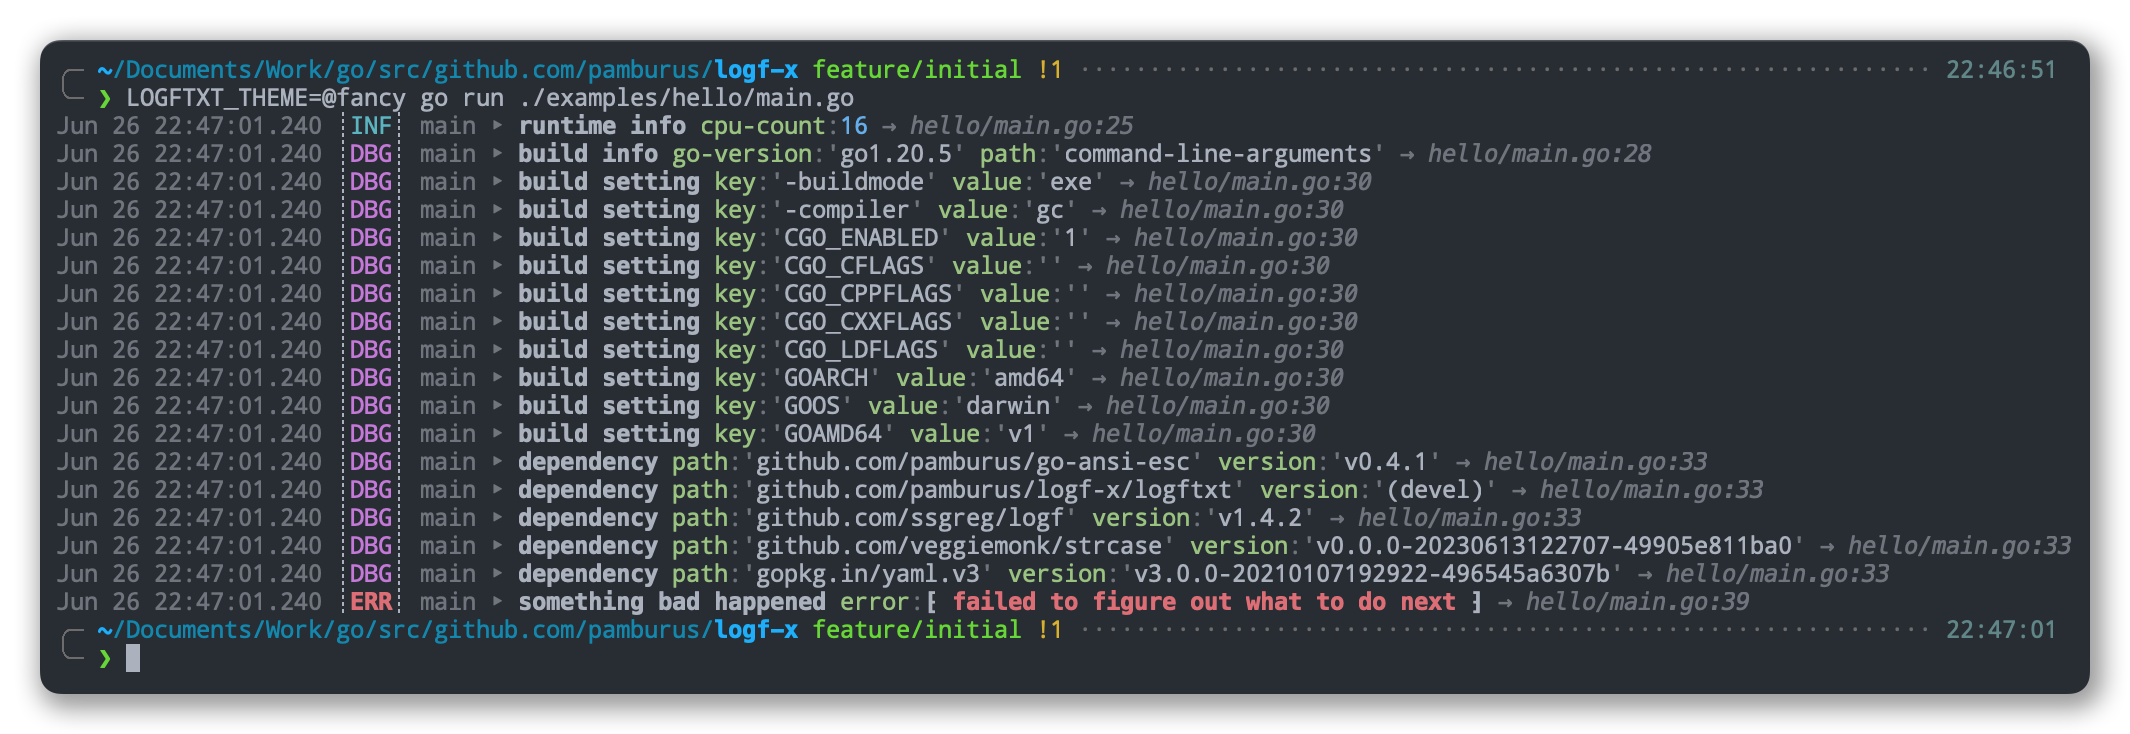 ~/Documents/Work/go/src/github.com/pamburus/logf-x feature/initial !1 ····························································· 22:46:51
❯ LOGFTXT_THEME=@fancy go run ./examples/hello/main.go
Jun 26 22:47:01.240 ┊INF┊ main ‣ runtime info cpu-count:16 → hello/main.go:25
Jun 26 22:47:01.240 ┊DBG┊ main ‣ build info go-version:'go1.20.5' path:'command-line-arguments' → hello/main.go:28
Jun 26 22:47:01.240 ┊DBG┊ main ‣ build setting key:'-buildmode' value:'exe' → hello/main.go:30
Jun 26 22:47:01.240 ┊DBG┊ main ‣ build setting key:'-compiler' value:'gc' → hello/main.go:30
Jun 26 22:47:01.240 ┊DBG┊ main ‣ build setting key:'CGO_ENABLED' value:'1' → hello/main.go:30
Jun 26 22:47:01.240 ┊DBG┊ main ‣ build setting key:'CGO_CFLAGS' value:'' → hello/main.go:30
Jun 26 22:47:01.240 ┊DBG┊ main ‣ build setting key:'CGO_CPPFLAGS' value:'' → hello/main.go:30
Jun 26 22:47:01.240 ┊DBG┊ main ‣ build setting key:'CGO_CXXFLAGS' value:'' → hello/main.go:30
Jun 26 22:47:01.240 ┊DBG┊ main ‣ build setting key:'CGO_LDFLAGS' value:'' → hello/main.go:30
Jun 26 22:47:01.240 ┊DBG┊ main ‣ build setting key:'GOARCH' value:'amd64' → hello/main.go:30
Jun 26 22:47:01.240 ┊DBG┊ main ‣ build setting key:'GOOS' value:'darwin' → hello/main.go:30
Jun 26 22:47:01.240 ┊DBG┊ main ‣ build setting key:'GOAMD64' value:'v1' → hello/main.go:30
Jun 26 22:47:01.240 ┊DBG┊ main ‣ dependency path:'github.com/pamburus/go-ansi-esc' version:'v0.4.1' → hello/main.go:33
Jun 26 22:47:01.240 ┊DBG┊ main ‣ dependency path:'github.com/pamburus/logf-x/logftxt' version:'(devel)' → hello/main.go:33
Jun 26 22:47:01.240 ┊DBG┊ main ‣ dependency path:'github.com/ssgreg/logf' version:'v1.4.2' → hello/main.go:33
Jun 26 22:47:01.240 ┊DBG┊ main ‣ dependency path:'github.com/veggiemonk/strcase' version:'v0.0.0-20230613122707-49905e811ba0' → hello/main.go:33
Jun 26 22:47:01.240 ┊DBG┊ main ‣ dependency path:'gopkg.in/yaml.v3' version:'v3.0.0-20210107192922-496545a6307b' → hello/main.go:33
Jun 26 22:47:01.240 ┊ERR┊ main ‣ something bad happened error:[ failed to figure out what to do next ] → hello/main.go:39
~/Documents/Work/go/src/github.com/pamburus/logf-x feature/initial !1 ····························································· 22:47:01
❯